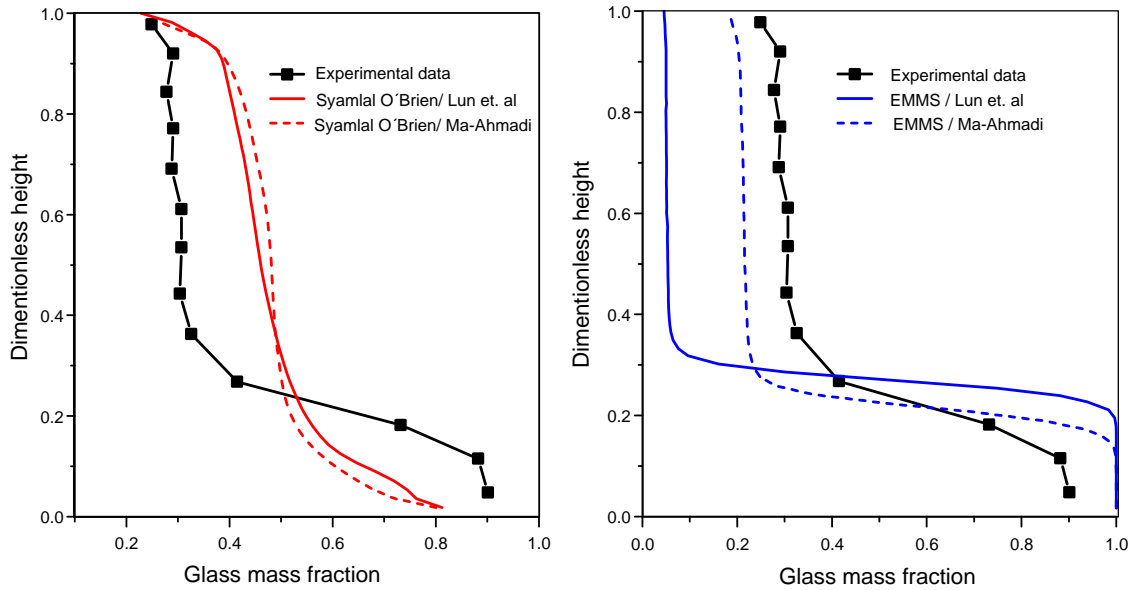 1.0
0.8
0.6
0.4
0.2
0.0
0.2
0.4
0.6
0.8
1.0
Dimentionless height
Glass mass fraction
Experimental data
Syamlal O´Brien/ Lun et. al
Syamlal O´Brien/ Ma-Ahmadi
1.0
0.8
0.6
0.4
0.2
0.0
0.0
0.2
0.4
0.6
0.8
1.0
Dimentionless height
Glass mass fraction
Experimental data
EMMS / Lun et. al
EMMS / Ma-Ahmadi